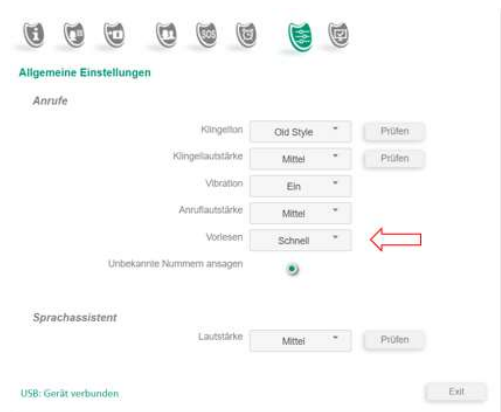 SOS
Allgemeine Einstellungen
Anrufe
Klingelton Old Style Prüfen
Klingellautstärke Mittel Prüfen
Vibration Ein
Anruflautstärke Mittel
Vorlesen Schnell
Unbekannte Nummern ansagen
Sprachassistent
Lautstärke Mittel Prüfen
USB: Gerät verbunden Exit